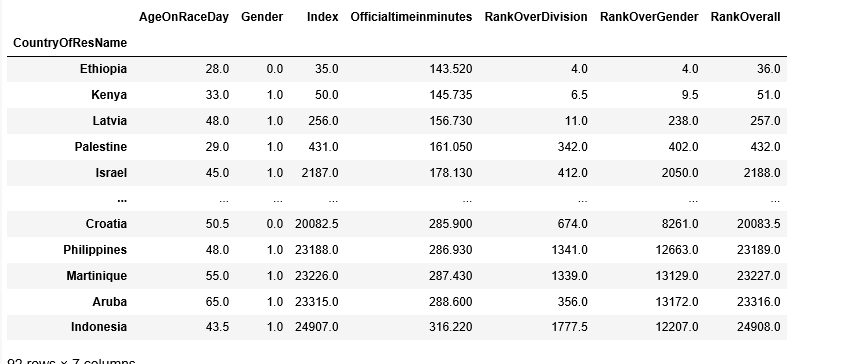 AgeOnRaceDay Gender Index Officialtimeinminutes RankOverDivision RankOverGender RankOverall
CountryOfResName
Ethiopia 28.0 0.0 35.0 143.520 4.0 4.0 36.0
Kenya 33.0 1.0 50.0 145.735 6.5 9.5 51.0
Latvia 48.0 1.0 256.0 156.730 11.0 238.0 257.0
Palestine 29.0 1.0 431.0 161.050 342.0 402.0 432.0
Israel 45.0 1.0 2187.0 178.130 412.0 2050.0 2188.0
... ... ... ... ... ... ... ...
Croatia 50.5 0.0 20082.5 285.900 674.0 8261.0 20083.5
Philippines 48.0 1.0 23188.0 286.930 1341.0 12663.0 23189.0
Martinique 55.0 1.0 23226.0 287.430 1339.0 13129.0 23227.0
Aruba 65.0 1.0 23315.0 288.600 356.0 13172.0 23316.0
Indonesia 43.5 1.0 24907.0 316.220 1777.5 12207.0 24908.0
92 rows × 7 columns